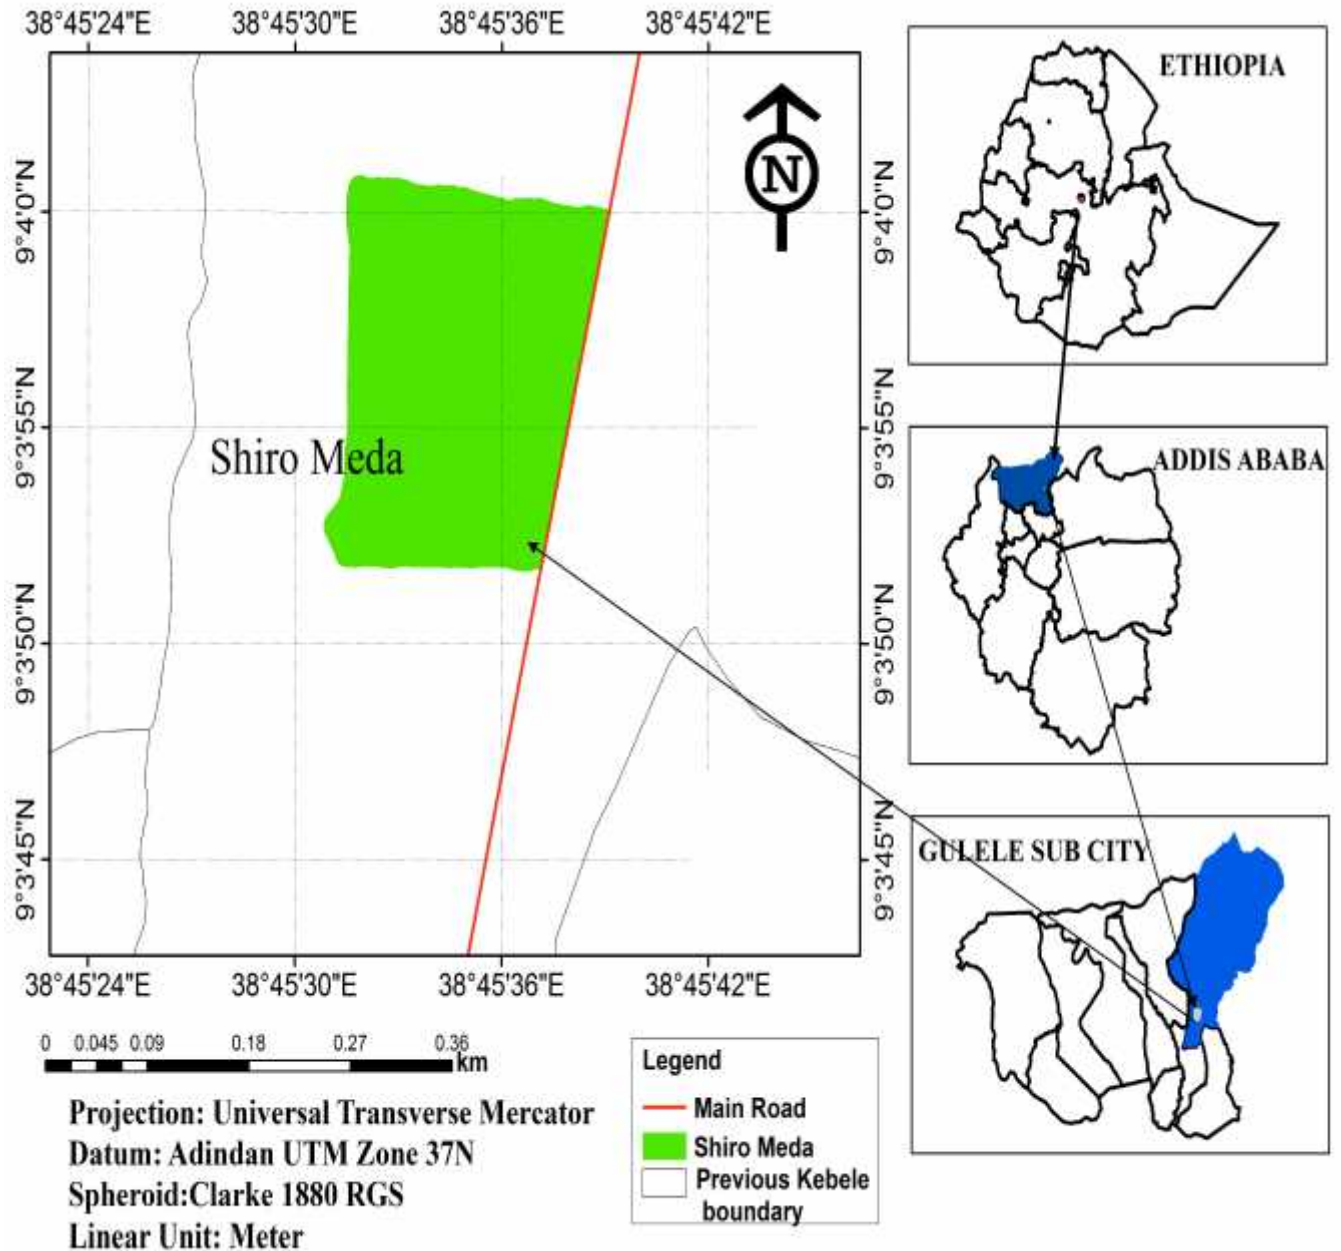 38°45'24"E 38°45'30"E 38°45'36"E 38°45'42"E
ETHIOPIA
N
9°4'0"N 9°4'0"N
9°3'55"N 9°3'55"N
Shiro Meda
ADDIS ABABA
9°3'50"N 9°3'50"N
9°3'45"N 9°3'45"N
GULELE SUB CITY
38°45'24"E 38°45'30"E 38°45'36"E 38°45'42"E
0 0.045 0.09 0.18 0.27 0.36
km
Projection: Universal Transverse Mercator
Datum: Adindan UTM Zone 37N
Spheroid:Clarke 1880 RGS
Linear Unit: Meter
Legend
Main Road
Shiro Meda
Previous Kebele
boundary